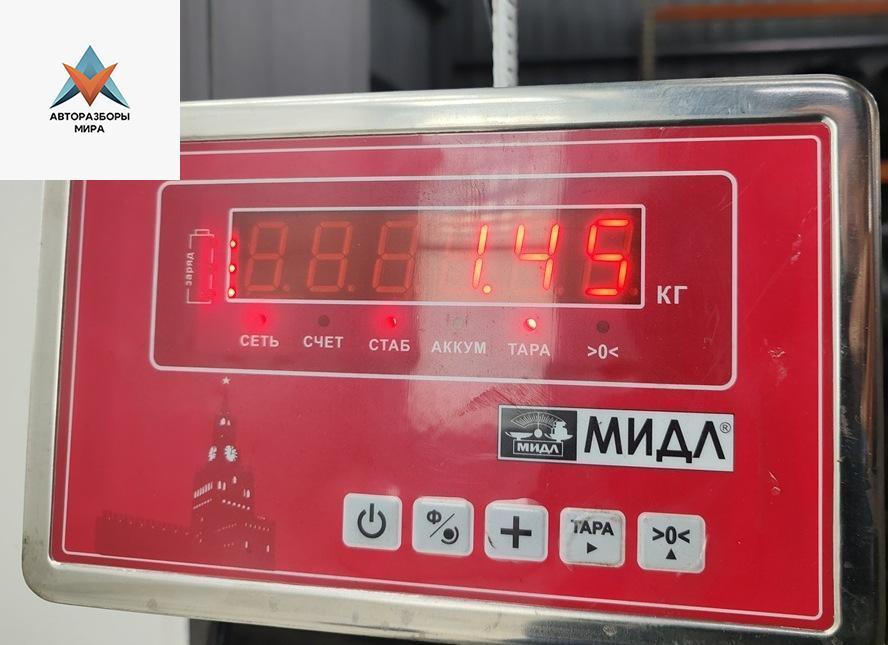 АВТОРАЗБОРЫ
МИРА
заряд
1.45
КГ
СЕТЬ СЧЕТ СТАБ АККУМ ТАРА >0<
МИДЛ МИДЛ®
Ф/ + ТАРА >0<